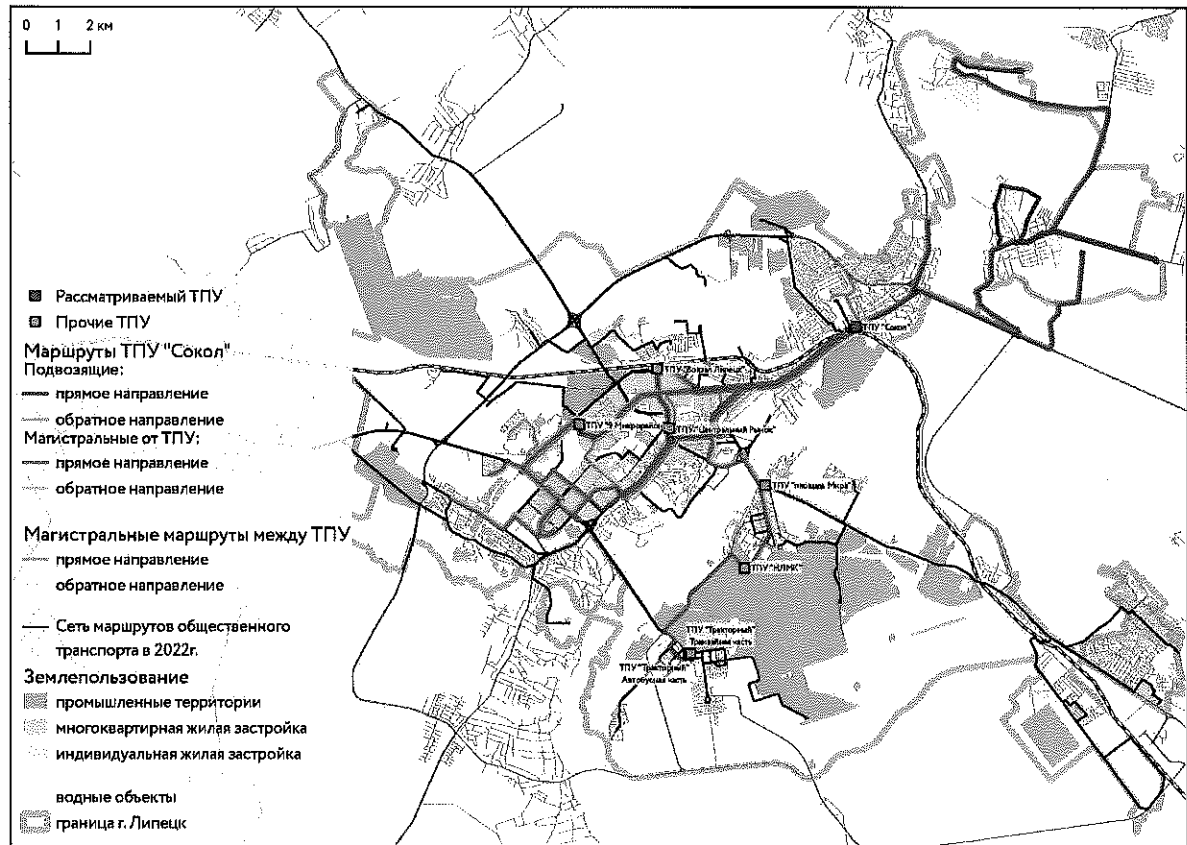 0 1 2 км
Рассматриваемый ТПУ
Прочие ТПУ
Маршруты ТПУ "Сокол"
Подвозящие:
прямое направление
обратное направление
Магистральные от ТПУ:
прямое направление
обратное направление
Магистральные маршруты между ТПУ
прямое направление
обратное направление
Сеть маршрутов общественного
транспорта в 2022г.
Землепользование
промышленные территории
многоквартирная жилая застройка
индивидуальная жилая застройка
водные объекты
граница г. Липецк
ТПУ "Сокол"
ТПУ "Вокзал Липецк"
ТПУ "9 Микрорайон"
ТПУ "Центральный Рынок"
ТПУ "площадь Мира"
ТПУ "НЛМК"
ТПУ "Тракторный"
Трамвайная часть
ТПУ "Тракторный"
Автобусная часть